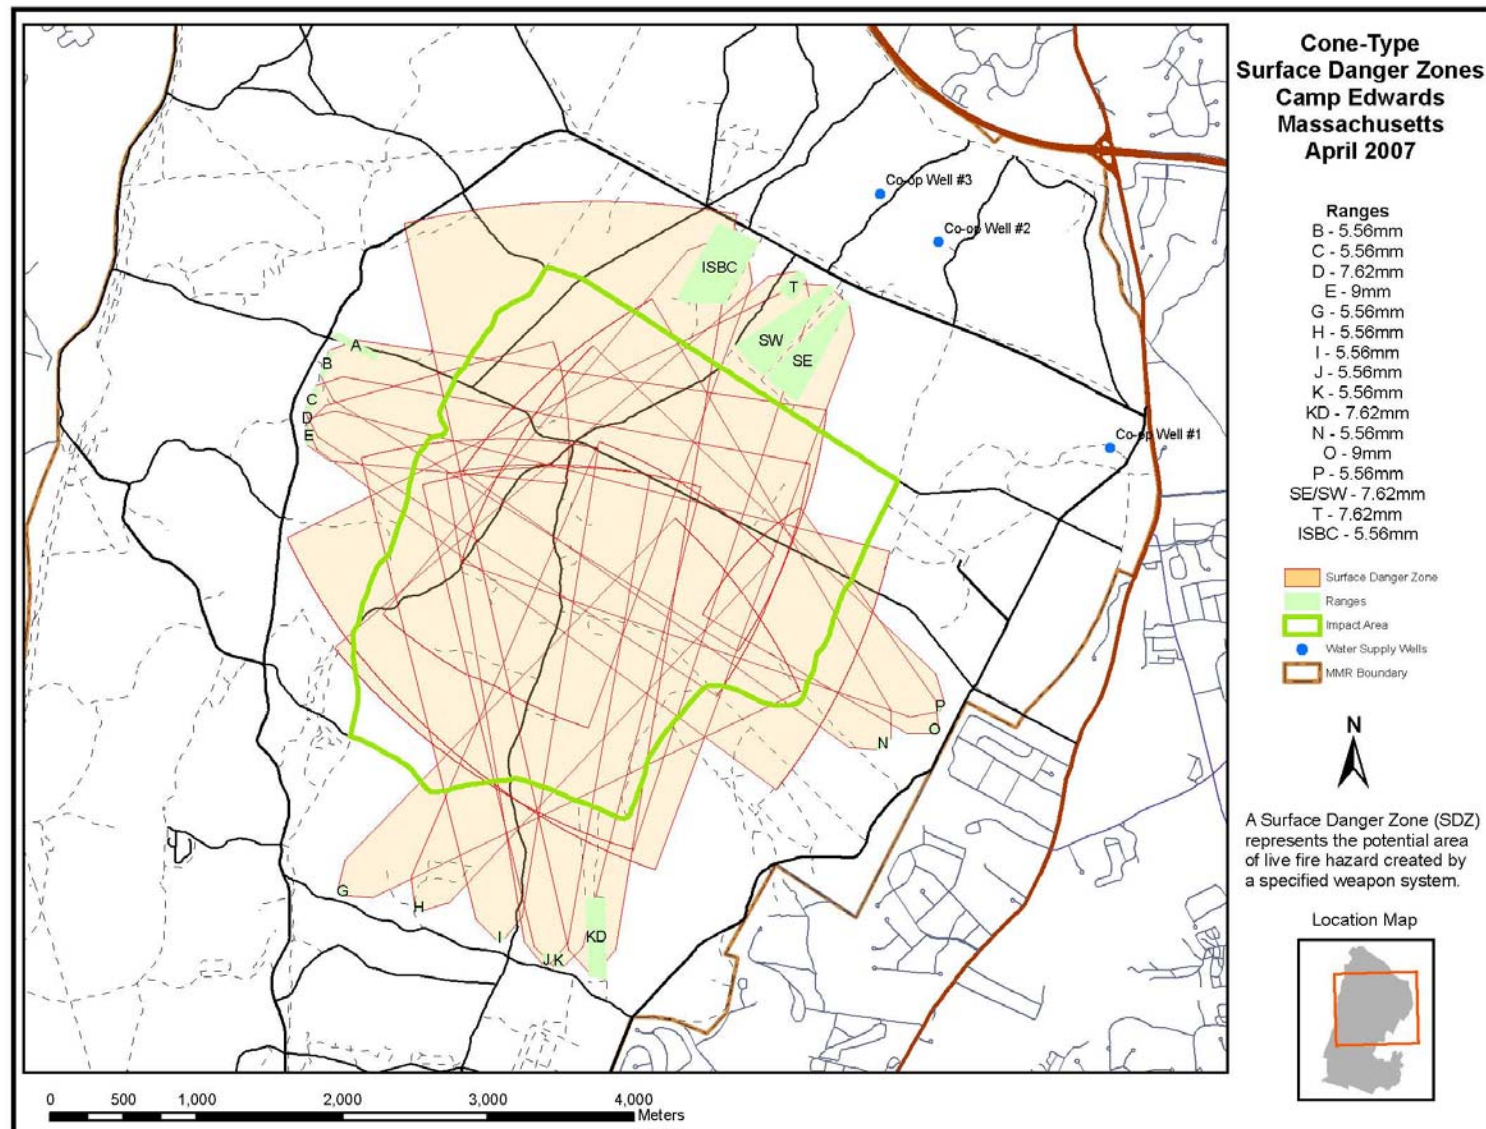 Cone-Type
Surface Danger Zones
Camp Edwards
Massachusetts
April 2007
Ranges
B - 5.56mm
C - 5.56mm
D - 7.62mm
E - 9mm
G - 5.56mm
H - 5.56mm
I - 5.56mm
J - 5.56mm
K - 5.56mm
KD - 7.62mm
N - 5.56mm
O - 9mm
P - 5.56mm
SE/SW - 7.62mm
T - 7.62mm
ISBC - 5.56mm
Surface Danger Zone
Ranges
Impact Area
Water Supply Wells
MMR Boundary
N
A Surface Danger Zone (SDZ)
represents the potential area
of live fire hazard created by
a specified weapon system.
Location Map
Co-op Well #3
Co-op Well #2
Co-op Well #1
ISBC
T
SW
SE
A
B
C
D
E
P
O
N
G
H
I
J K
KD
0 500 1,000 2,000 3,000 4,000
Meters